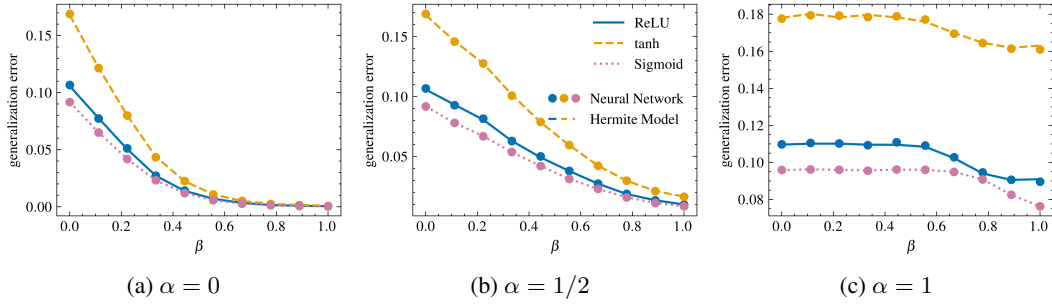 generalization error
0.15
0.10
0.05
0.00
0.0 0.2 0.4 0.6 0.8 1.0
β
(a) α = 0
generalization error
0.15
0.10
0.05
0.0 0.2 0.4 0.6 0.8 1.0
β
ReLU
tanh
Sigmoid
Neural Network
Hermite Model
(b) α = 1/2
generalization error
0.18
0.16
0.14
0.12
0.10
0.08
0.0 0.2 0.4 0.6 0.8 1.0
β
(c) α = 1